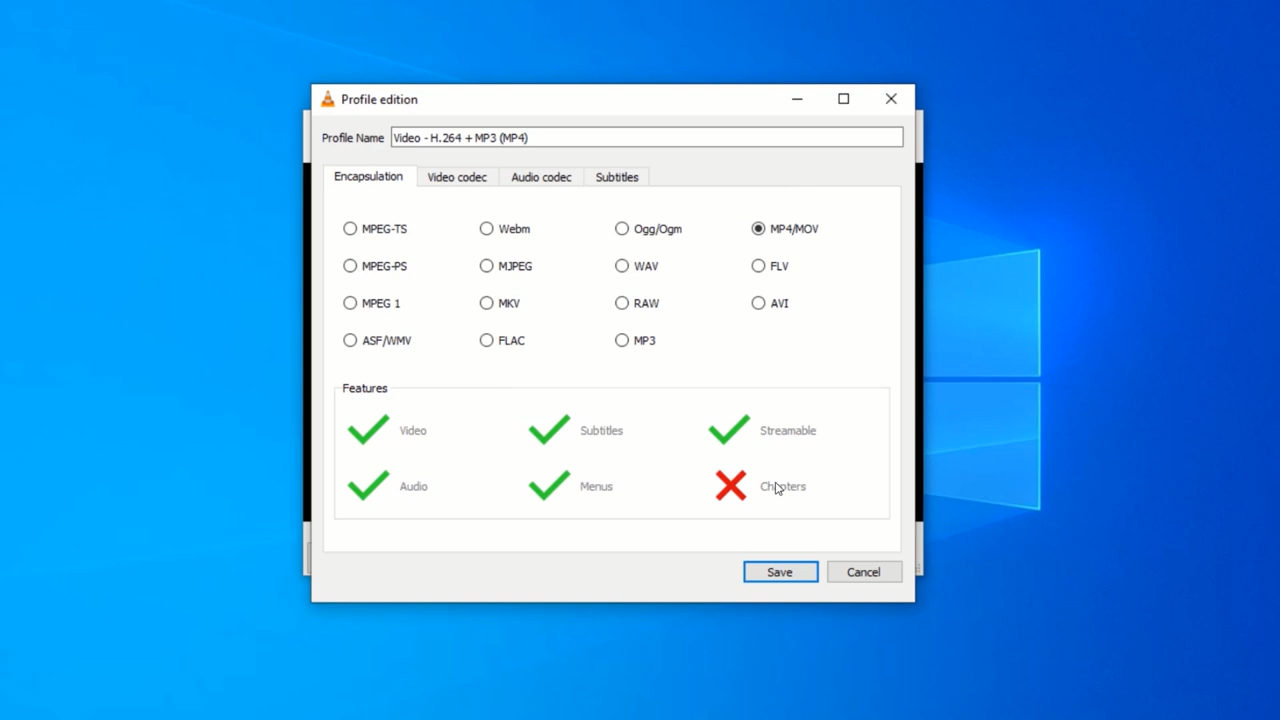 Profile edition
Profile Name Video - H.264 + MP3 (MP4)
Encapsulation Video codec Audio codec Subtitles
MPEG-TS Webm Ogg/Ogm MP4/MOV
MPEG-PS MJPEG WAV FLV
MPEG 1 MKV RAW AVI
ASF/WMV FLAC MP3
Features
Video Subtitles Streamable
Audio Menus Chapters
Save Cancel